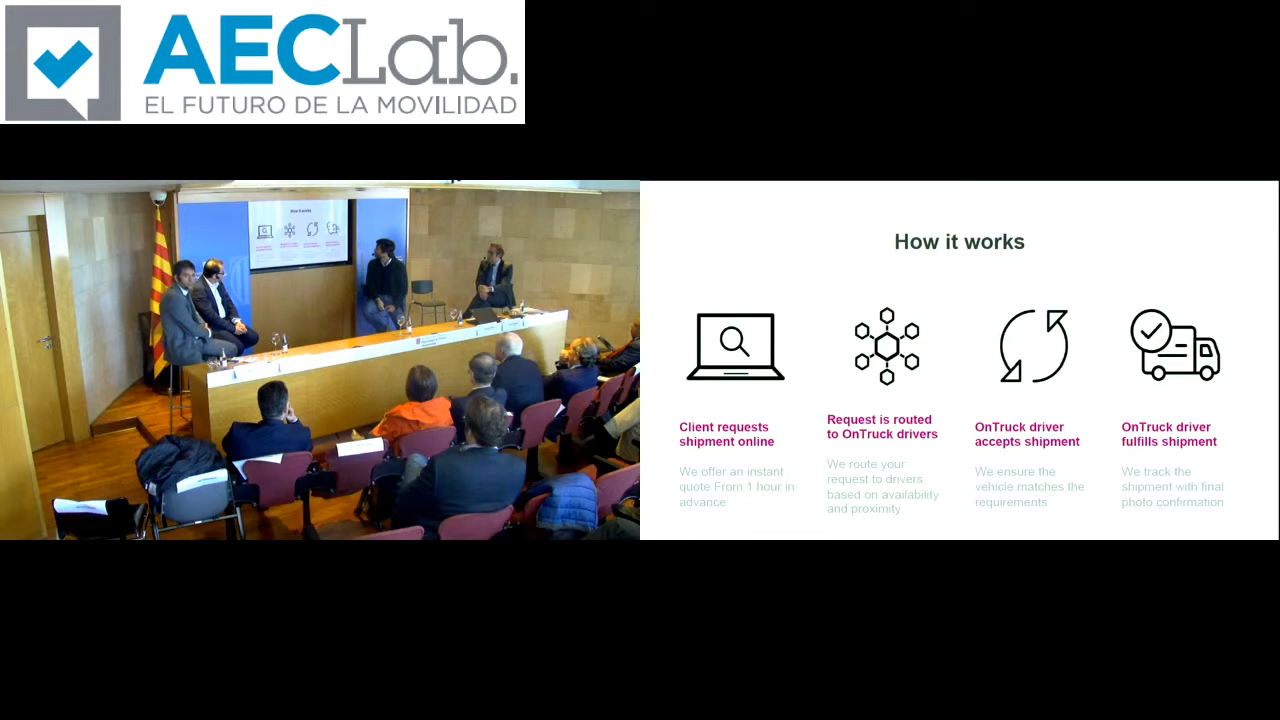 AECLab.
EL FUTURO DE LA MOVILIDAD
How it works
How it works
Client requests
shipment online
We offer an instant
quote From 1 hour in
advance
Request is routed
to OnTruck drivers
We route your
request to drivers
based on availability
and proximity
OnTruck driver
accepts shipment
We ensure the
vehicle matches the
requirements
OnTruck driver
fulfills shipment
We track the
shipment with final
photo confirmation